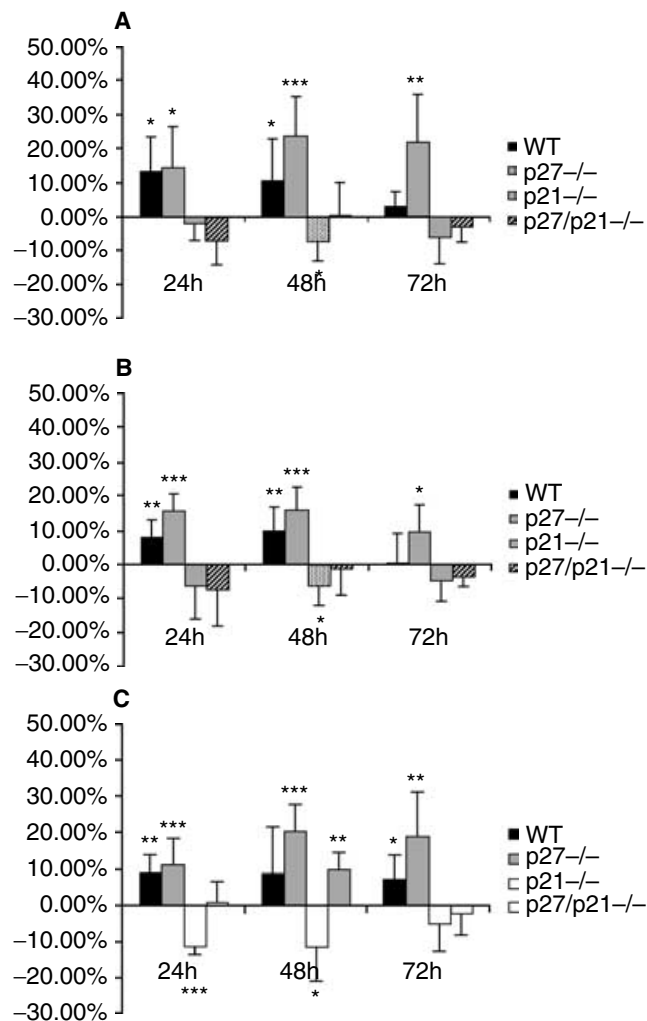 A
50.00%
40.00%
30.00%
20.00%
10.00%
0.00%
−10.00%
−20.00%
−30.00%
* * * *** ** *
24h 48h 72h
WT
p27−/−
p21−/−
p27/p21−/−
B
50.00%
40.00%
30.00%
20.00%
10.00%
0.00%
−10.00%
−20.00%
−30.00%
** *** ** *** * *
24h 48h 72h
WT
p27−/−
p21−/−
p27/p21−/−
C
50.00%
40.00%
30.00%
20.00%
10.00%
0.00%
−10.00%
−20.00%
−30.00%
** *** *** ** * **
24h 48h 72h
*** *
WT
p27−/−
p21−/−
p27/p21−/−